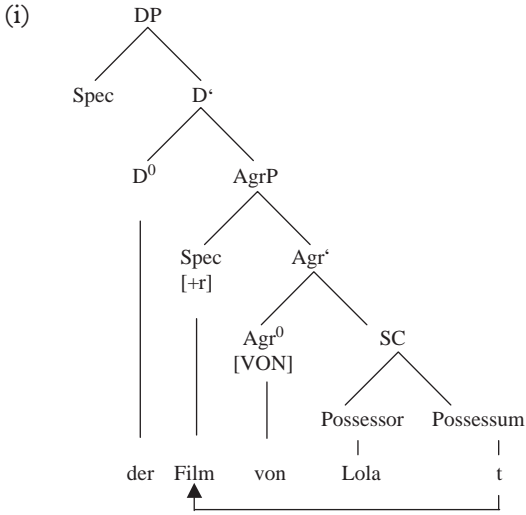 (i)
DP
Spec D‘
D0 AgrP
Spec Agr‘
[+r]
Agr0 SC
[VON]
Possessor Possessum
der Film von Lola t